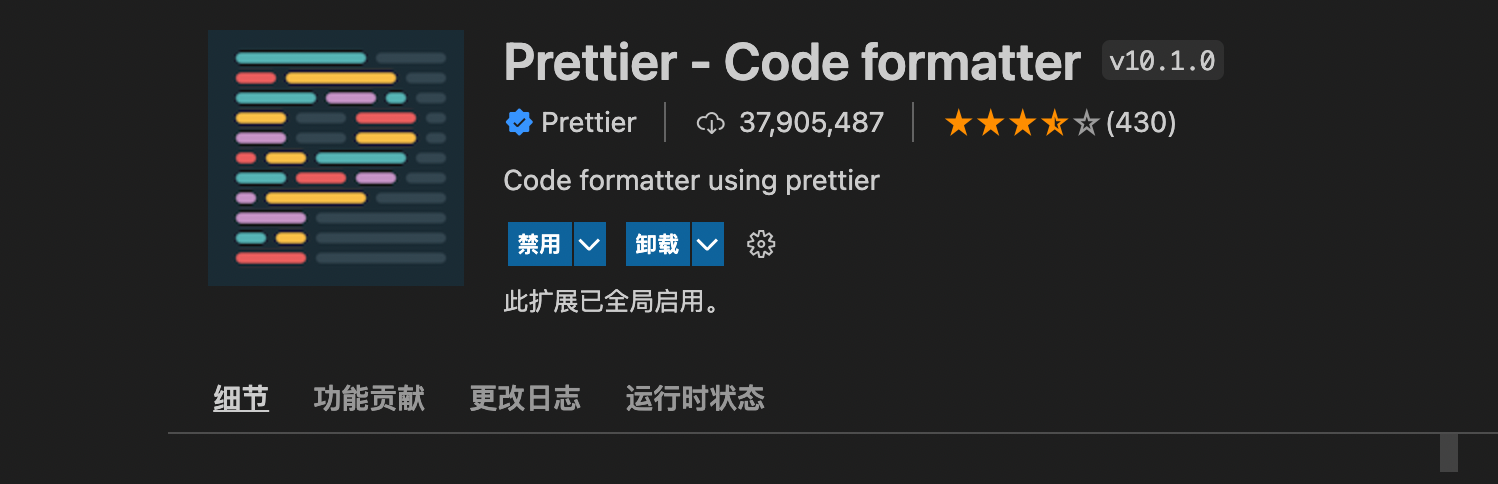 Prettier - Code formatter v10.1.0
Prettier 37,905,487 (430)
Code formatter using prettier
禁用 卸载
此扩展已全局启用。
细节 功能贡献 更改日志 运行时状态